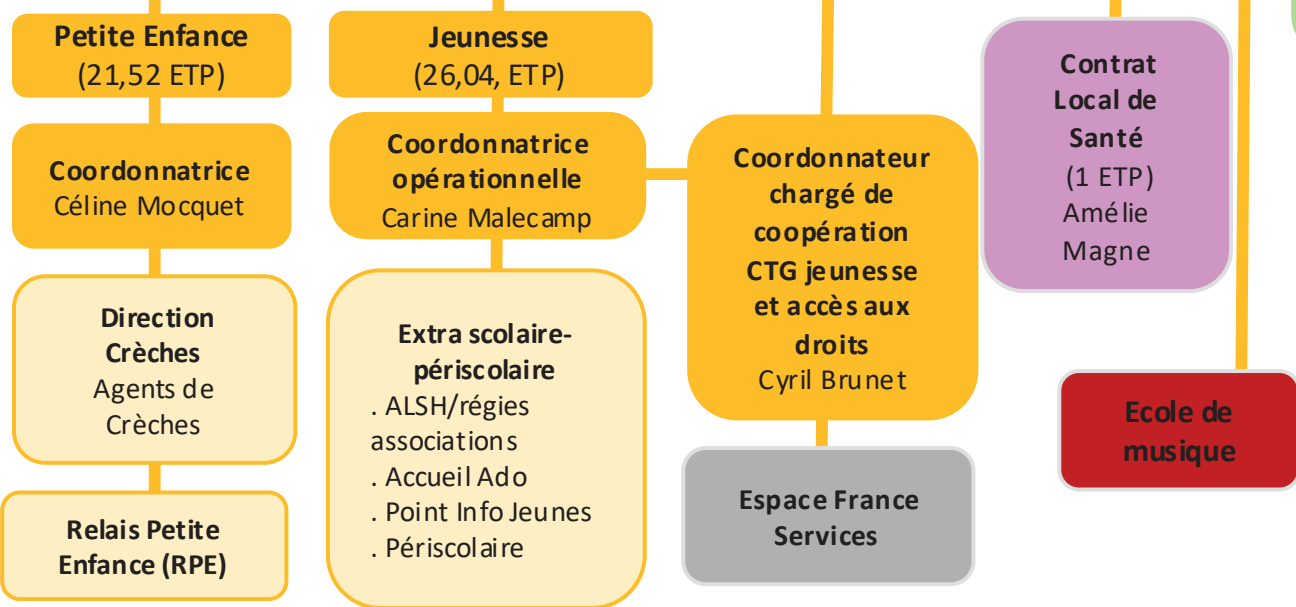 Petite Enfance
(21,52 ETP)
Coordonnatrice
Céline Mocquet
Direction
Crèches
Agents de
Crèches
Relais Petite
Enfance (RPE)
Jeunesse
(26,04, ETP)
Coordonnatrice
opérationnelle
Carine Malecamp
Extra scolaire-
périscolaire
. ALSH/régies
associations
. Accueil Ado
. Point Info Jeunes
. Périscolaire
Coordonnateur
chargé de
coopération
CTG jeunesse
et accès aux
droits
Cyril Brunet
Espace France
Services
Contrat
Local de
Santé
(1 ETP)
Amélie
Magne
Ecole de
musique